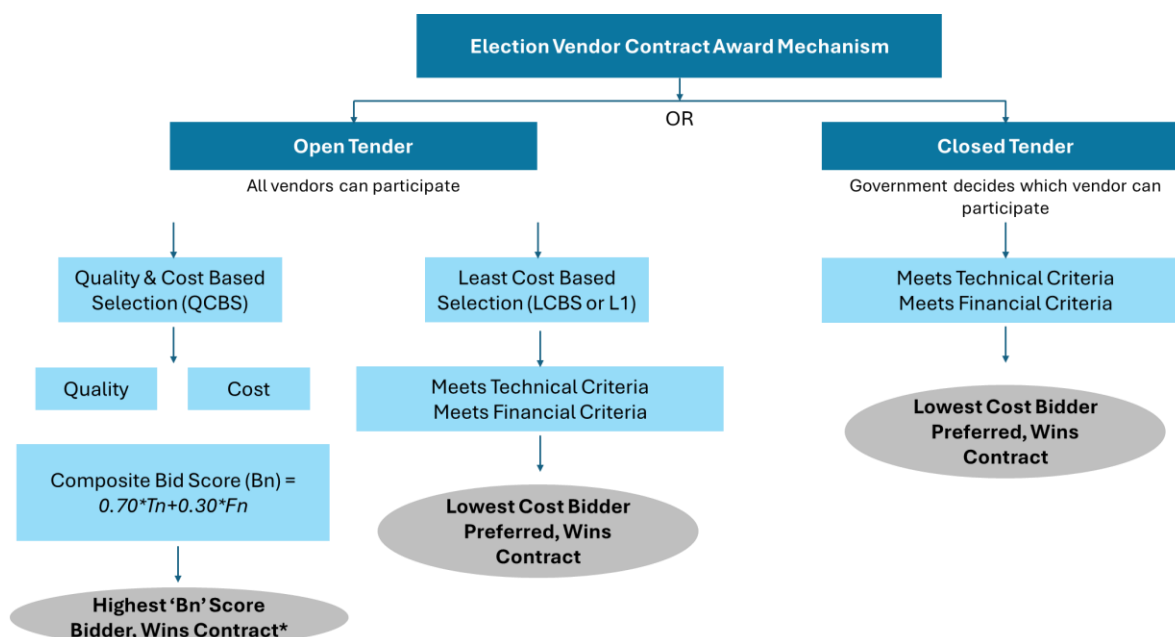 Election Vendor Contract Award Mechanism
OR
Open Tender
All vendors can participate
Quality & Cost Based
Selection (QCBS)
Quality
Cost
Composite Bid Score (Bn) =
0.70*Tn+0.30*Fn
Highest ‘Bn’ Score
Bidder, Wins Contract*
Least Cost Based
Selection (LCBS or L1)
Meets Technical Criteria
Meets Financial Criteria
Lowest Cost Bidder
Preferred, Wins
Contract
Closed Tender
Government decides which vendor can
participate
Meets Technical Criteria
Meets Financial Criteria
Lowest Cost Bidder
Preferred, Wins
Contract